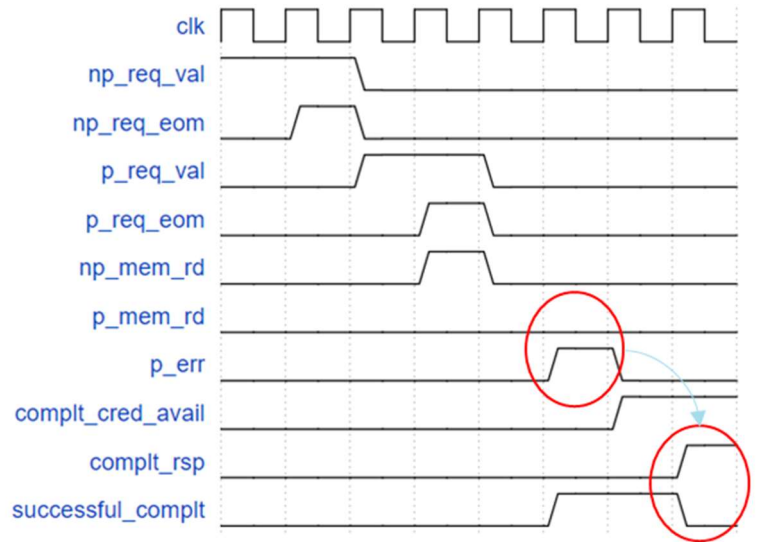 clk
np_req_val
np_req_eom
p_req_val
p_req_eom
np_mem_rd
p_mem_rd
p_err
complt_cred_avail
complt_rsp
successful_complt